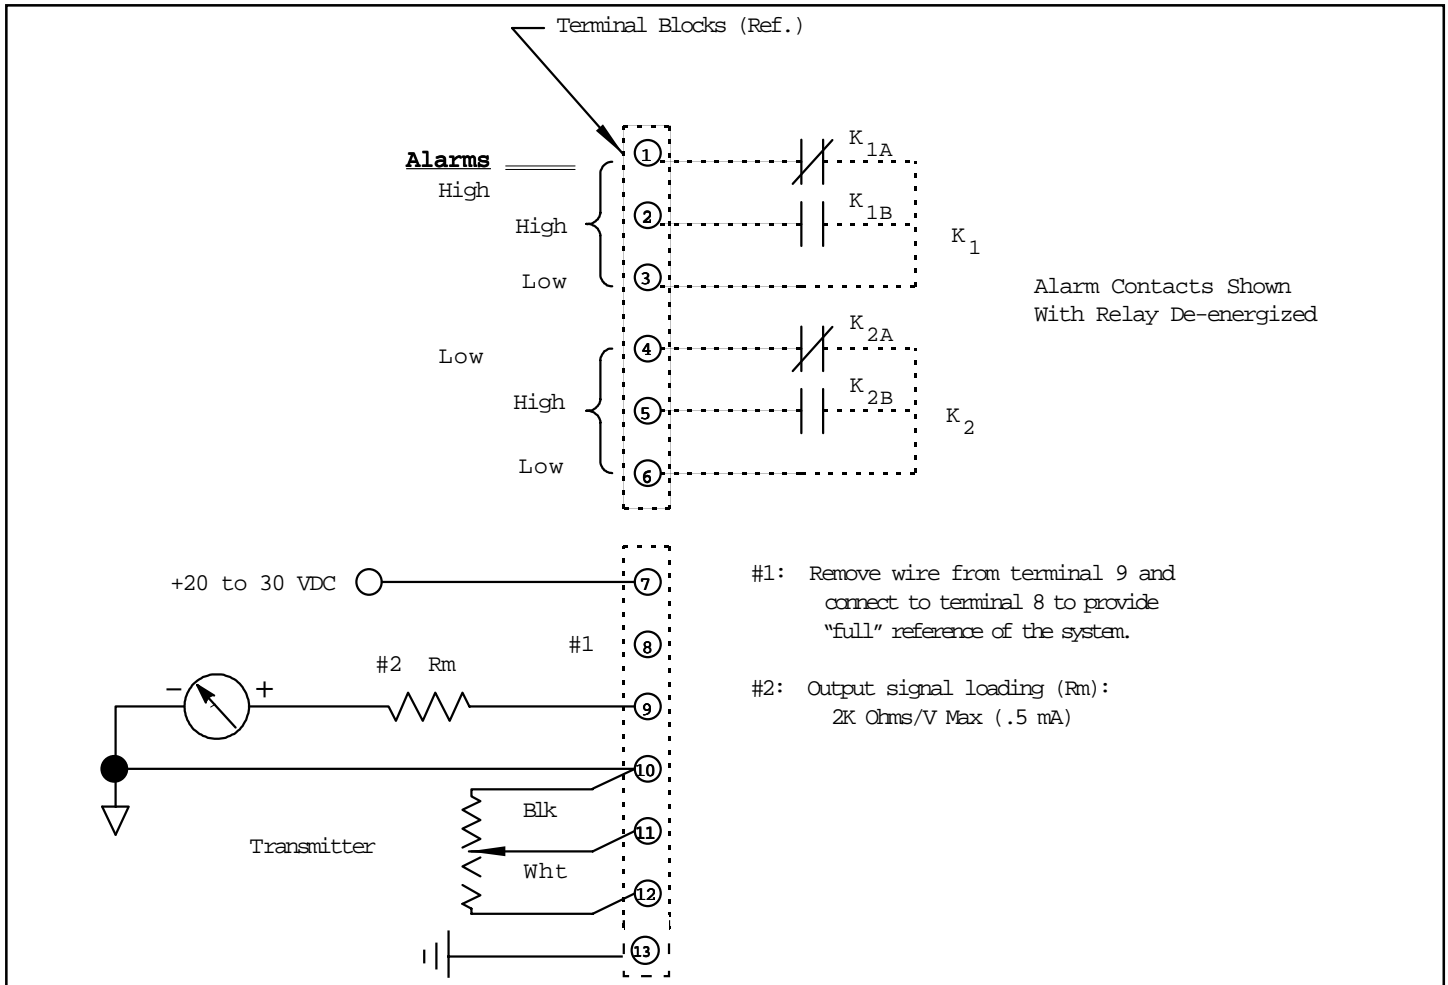 Terminal Blocks (Ref.)
Alarms
High
High
Low
Low
High
Low
1
2
3
4
5
6
K1A
K1B
K1
K2A
K2B
K2
Alarm Contacts Shown
With Relay De-energized
+20 to 30 VDC
7
#1
8
#2 Rm
- +
9
10
Blk
11
Transmitter
Wht
12
13
#1: Remove wire from terminal 9 and
connect to terminal 8 to provide
“full” reference of the system.
#2: Output signal loading (Rm):
2K Ohms/V Max (.5 mA)